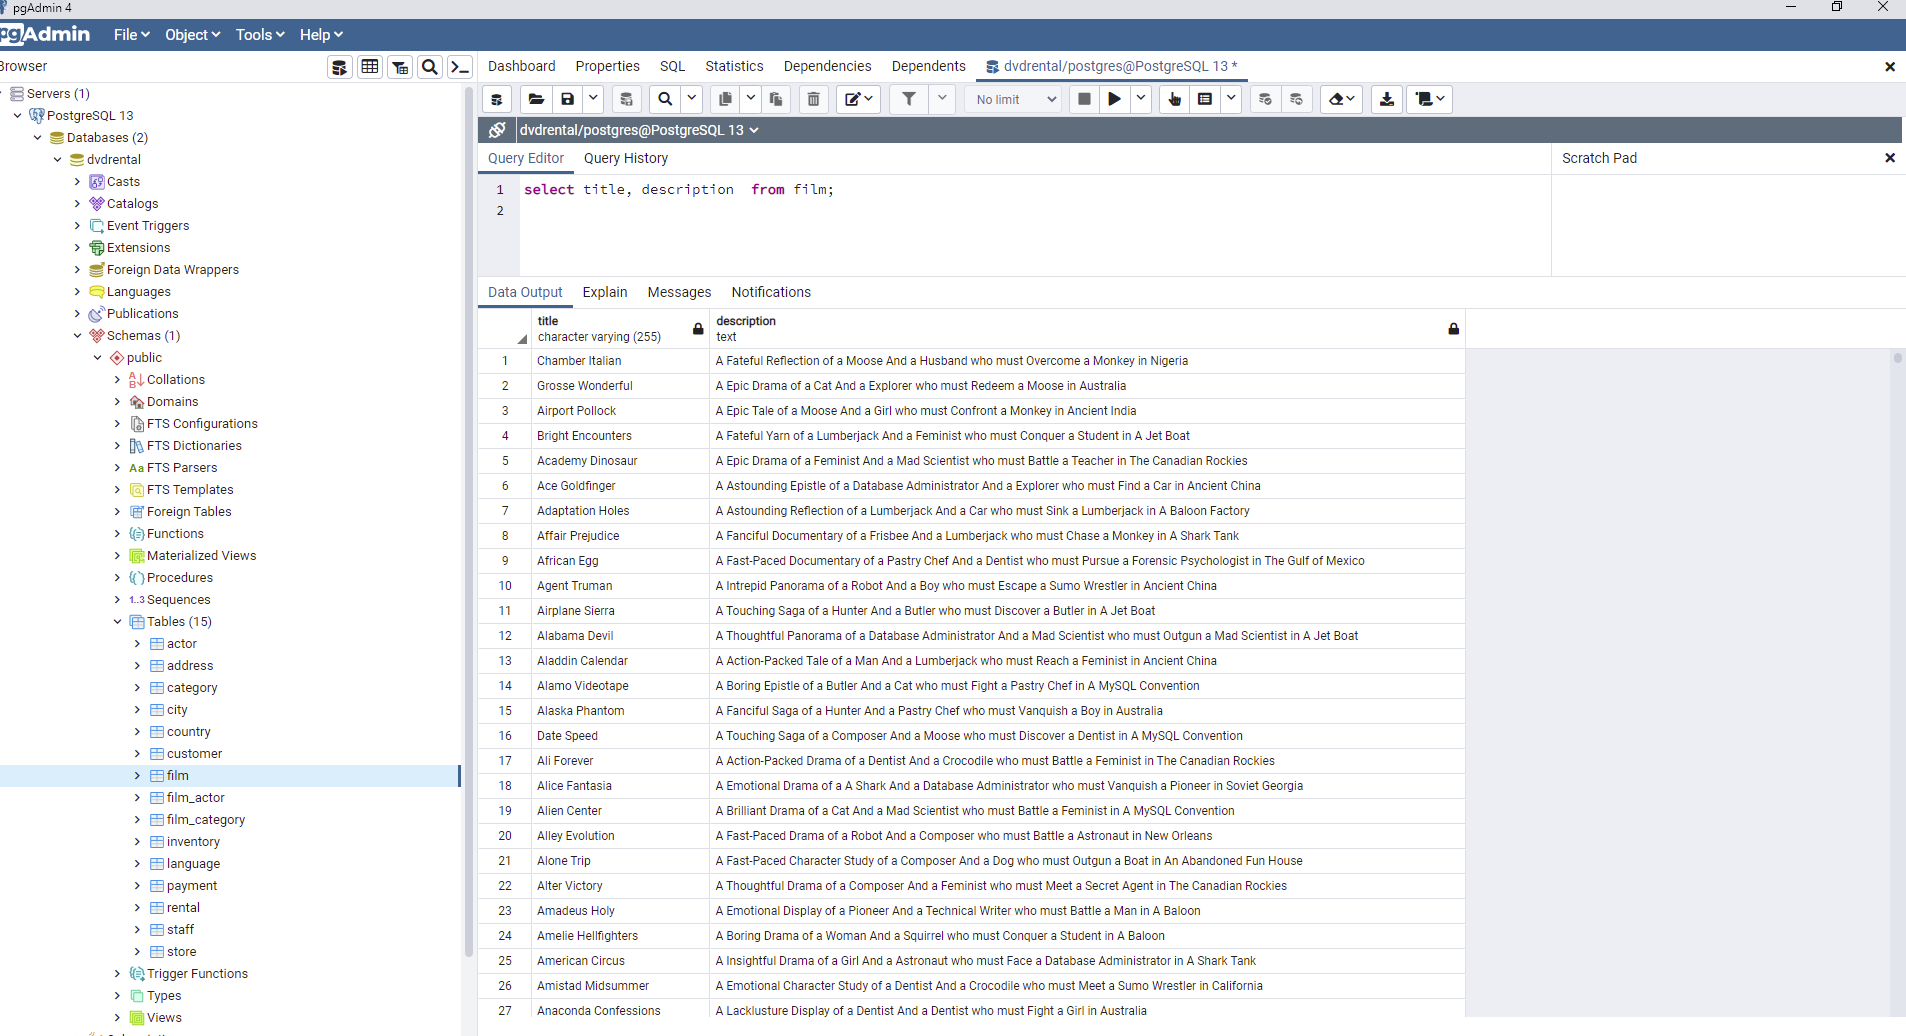 pgAdmin 4
pgAdmin File Object Tools Help
Browser
Servers (1)
PostgreSQL 13
Databases (2)
dvdrental
Casts
Catalogs
Event Triggers
Extensions
Foreign Data Wrappers
Languages
Publications
Schemas (1)
public
Collations
Domains
FTS Configurations
FTS Dictionaries
Aa FTS Parsers
FTS Templates
Foreign Tables
Functions
Materialized Views
Procedures
1..3 Sequences
Tables (15)
actor
address
category
city
country
customer
film
film_actor
film_category
inventory
language
payment
rental
staff
store
Trigger Functions
Types
Views
Dashboard Properties SQL Statistics Dependencies Dependents dvdrental/postgres@PostgreSQL 13 *
No limit
dvdrental/postgres@PostgreSQL 13
Query Editor Query History
Scratch Pad
1 select title, description  from film;
2
Data Output Explain Messages Notifications
title description
character varying (255) text
1 Chamber Italian A Fateful Reflection of a Moose And a Husband who must Overcome a Monkey in Nigeria
2 Grosse Wonderful A Epic Drama of a Cat And a Explorer who must Redeem a Moose in Australia
3 Airport Pollock A Epic Tale of a Moose And a Girl who must Confront a Monkey in Ancient India
4 Bright Encounters A Fateful Yarn of a Lumberjack And a Feminist who must Conquer a Student in A Jet Boat
5 Academy Dinosaur A Epic Drama of a Feminist And a Mad Scientist who must Battle a Teacher in The Canadian Rockies
6 Ace Goldfinger A Astounding Epistle of a Database Administrator And a Explorer who must Find a Car in Ancient China
7 Adaptation Holes A Astounding Reflection of a Lumberjack And a Car who must Sink a Lumberjack in A Baloon Factory
8 Affair Prejudice A Fanciful Documentary of a Frisbee And a Lumberjack who must Chase a Monkey in A Shark Tank
9 African Egg A Fast-Paced Documentary of a Pastry Chef And a Dentist who must Pursue a Forensic Psychologist in The Gulf of Mexico
10 Agent Truman A Intrepid Panorama of a Robot And a Boy who must Escape a Sumo Wrestler in Ancient China
11 Airplane Sierra A Touching Saga of a Hunter And a Butler who must Discover a Butler in A Jet Boat
12 Alabama Devil A Thoughtful Panorama of a Database Administrator And a Mad Scientist who must Outgun a Mad Scientist in A Jet Boat
13 Aladdin Calendar A Action-Packed Tale of a Man And a Lumberjack who must Reach a Feminist in Ancient China
14 Alamo Videotape A Boring Epistle of a Butler And a Cat who must Fight a Pastry Chef in A MySQL Convention
15 Alaska Phantom A Fanciful Saga of a Hunter And a Pastry Chef who must Vanquish a Boy in Australia
16 Date Speed A Touching Saga of a Composer And a Moose who must Discover a Dentist in A MySQL Convention
17 Ali Forever A Action-Packed Drama of a Dentist And a Crocodile who must Battle a Feminist in The Canadian Rockies
18 Alice Fantasia A Emotional Drama of a A Shark And a Database Administrator who must Vanquish a Pioneer in Soviet Georgia
19 Alien Center A Brilliant Drama of a Cat And a Mad Scientist who must Battle a Feminist in A MySQL Convention
20 Alley Evolution A Fast-Paced Drama of a Robot And a Composer who must Battle a Astronaut in New Orleans
21 Alone Trip A Fast-Paced Character Study of a Composer And a Dog who must Outgun a Boat in An Abandoned Fun House
22 Alter Victory A Thoughtful Drama of a Composer And a Feminist who must Meet a Secret Agent in The Canadian Rockies
23 Amadeus Holy A Emotional Display of a Pioneer And a Technical Writer who must Battle a Man in A Baloon
24 Amelie Hellfighters A Boring Drama of a Woman And a Squirrel who must Conquer a Student in A Baloon
25 American Circus A Insightful Drama of a Girl And a Astronaut who must Face a Database Administrator in A Shark Tank
26 Amistad Midsummer A Emotional Character Study of a Dentist And a Crocodile who must Meet a Sumo Wrestler in California
27 Anaconda Confessions A Lacklusture Display of a Dentist And a Dentist who must Fight a Girl in Australia